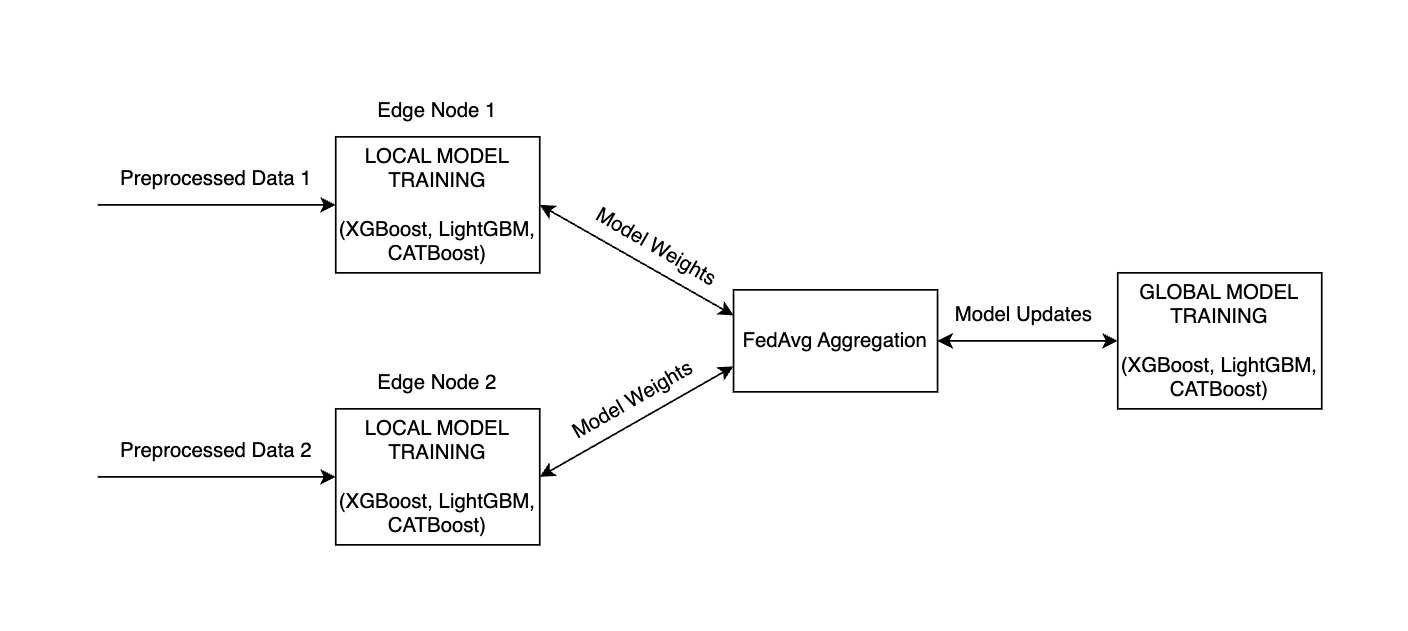 Edge Node 1
LOCAL MODEL
TRAINING
(XGBoost, LightGBM,
CATBoost)
Preprocessed Data 1
Model Weights
Edge Node 2
LOCAL MODEL
TRAINING
(XGBoost, LightGBM,
CATBoost)
Preprocessed Data 2
Model Weights
FedAvg Aggregation
Model Updates
GLOBAL MODEL
TRAINING
(XGBoost, LightGBM,
CATBoost)